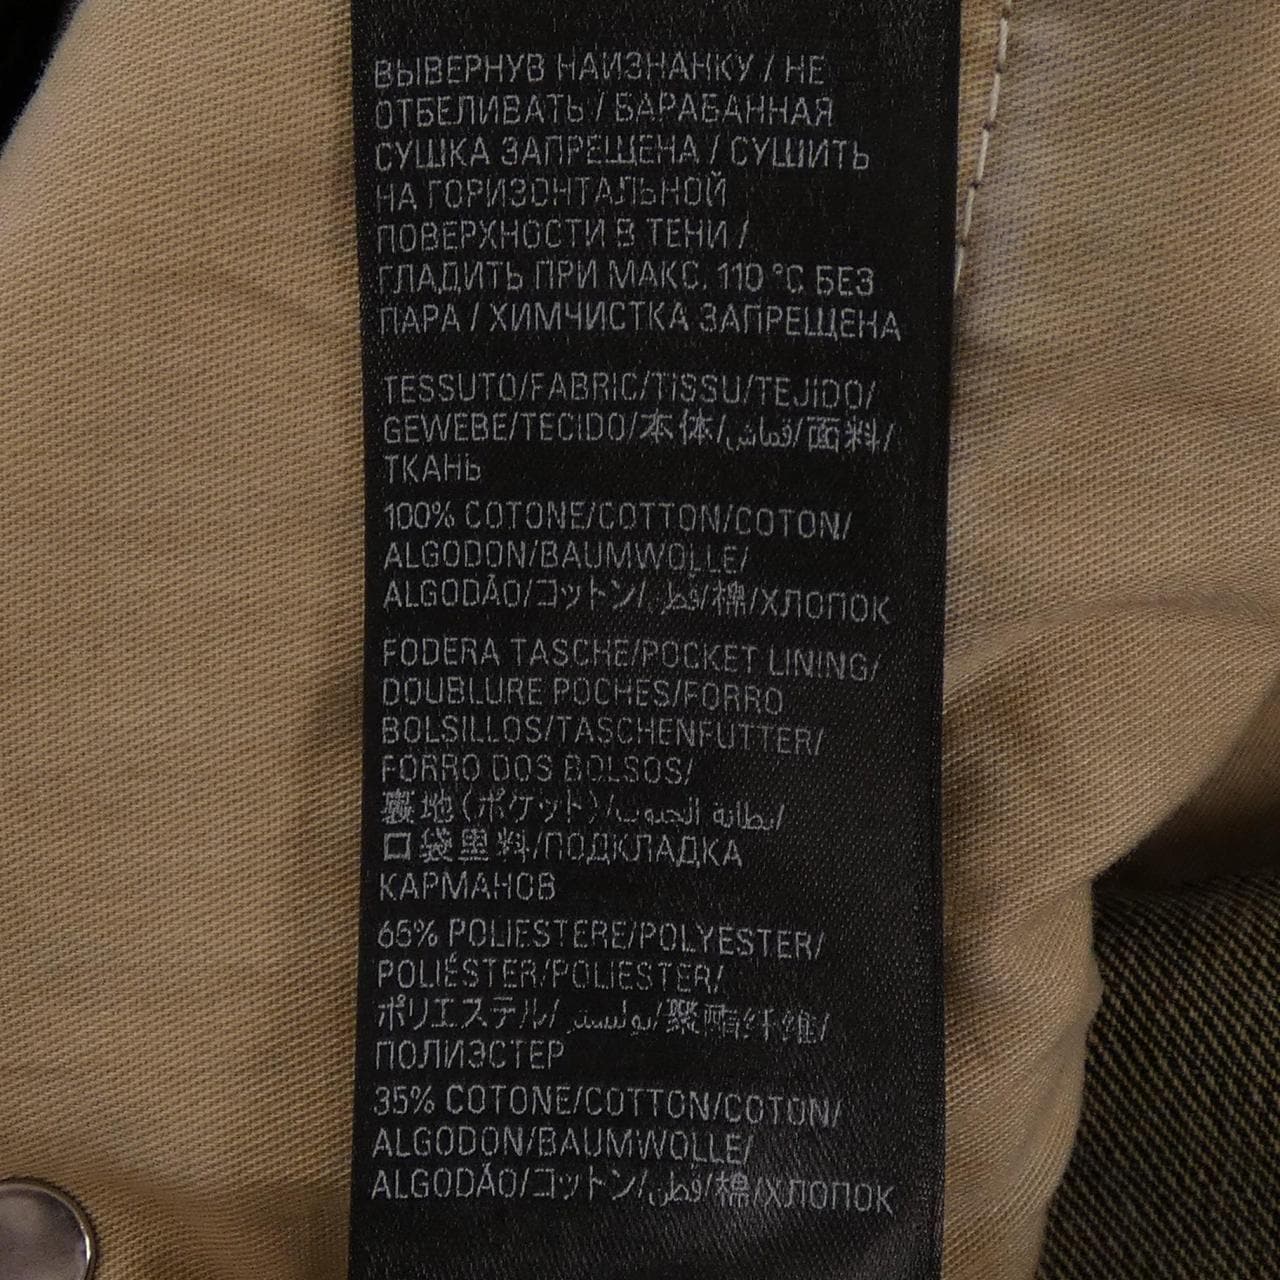 ВЫВЕРНУВ НАИЗНАНКУ / НЕ
ОТБЕЛИВАТЬ / БАРАБАННАЯ
СУШКА ЗАПРЕЩЕНА / СУШИТЬ
НА ГОРИЗОНТАЛЬНОЙ
ПОВЕРХНОСТИ В ТЕНИ /
ГЛАДИТЬ ПРИ МАКС. 110 °C БЕЗ
ПАРА / ХИМЧИСТКА ЗАПРЕЩЕНА
TESSUTO/FABRIC/TISSU/TEJIDO/
GEWEBE/TECIDO/本体/قماش/面料/
ТКАНЬ
100% COTONE/COTTON/COTON/
ALGODON/BAUMWOLLE/
ALGODÃO/コットン/قطن/棉/ХЛОПОК
FODERA TASCHE/POCKET LINING/
DOUBLURE POCHES/FORRO
BOLSILLOS/TASCHENFUTTER/
FORRO DOS BOLSOS/
裏地(ポケット)/بطانة الجيوب/
口袋里料/ПОДКЛАДКА
КАРМАНОВ
65% POLIESTERE/POLYESTER/
POLIÉSTER/POLIESTER/
ポリエステル/بوليستر/聚酯纤维/
ПОЛИЭСТЕР
35% COTONE/COTTON/COTON/
ALGODON/BAUMWOLLE/
ALGODÃO/コットン/قطن/棉/ХЛОПОК